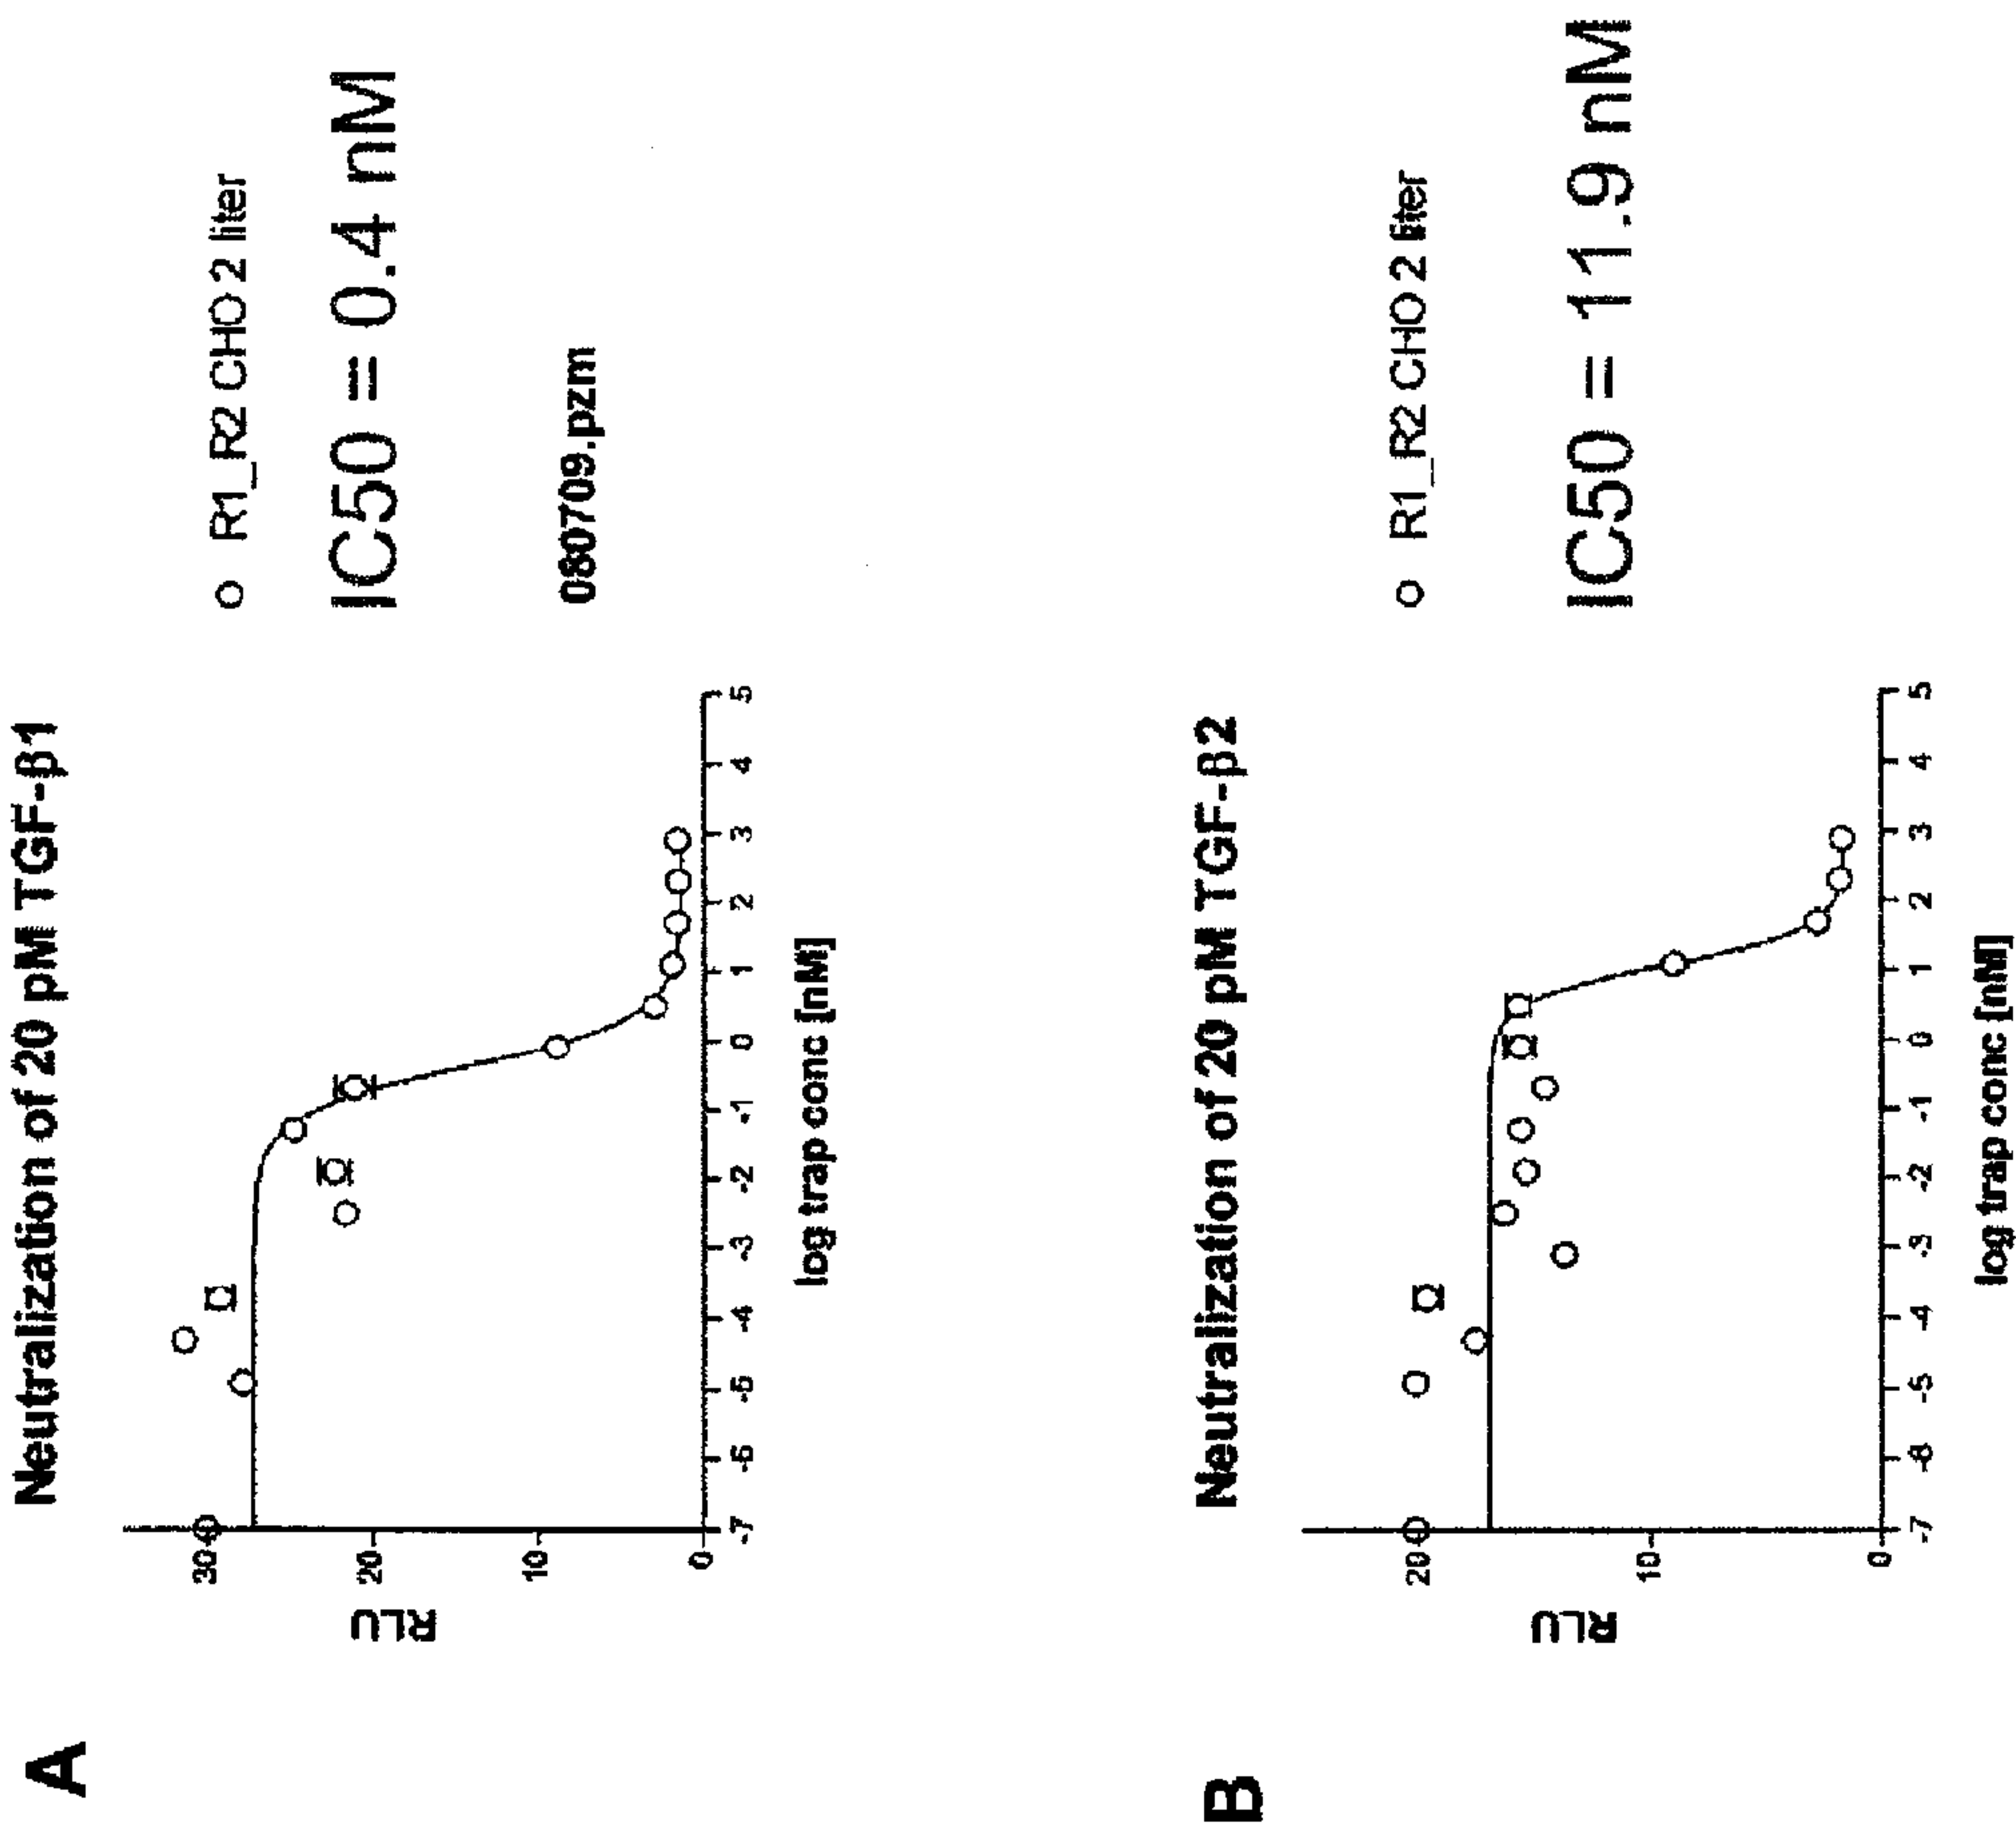 A
Neutralization of 20 pM TGF-β1
RLU
30
20
10
0
-7 -6 -5 -4 -3 -2 -1 0 1 2 3 4 5
log trap conc [nM]
R1_R2 CHO 2 liter
IC50 = 0.4 nM
080709.pzm
B
Neutralization of 20 pM TGF-β2
RLU
20
10
0
-7 -6 -5 -4 -3 -2 -1 0 1 2 3 4 5
log trap conc [nM]
R1_R2 CHO 2 liter
IC50 = 11.9 nM